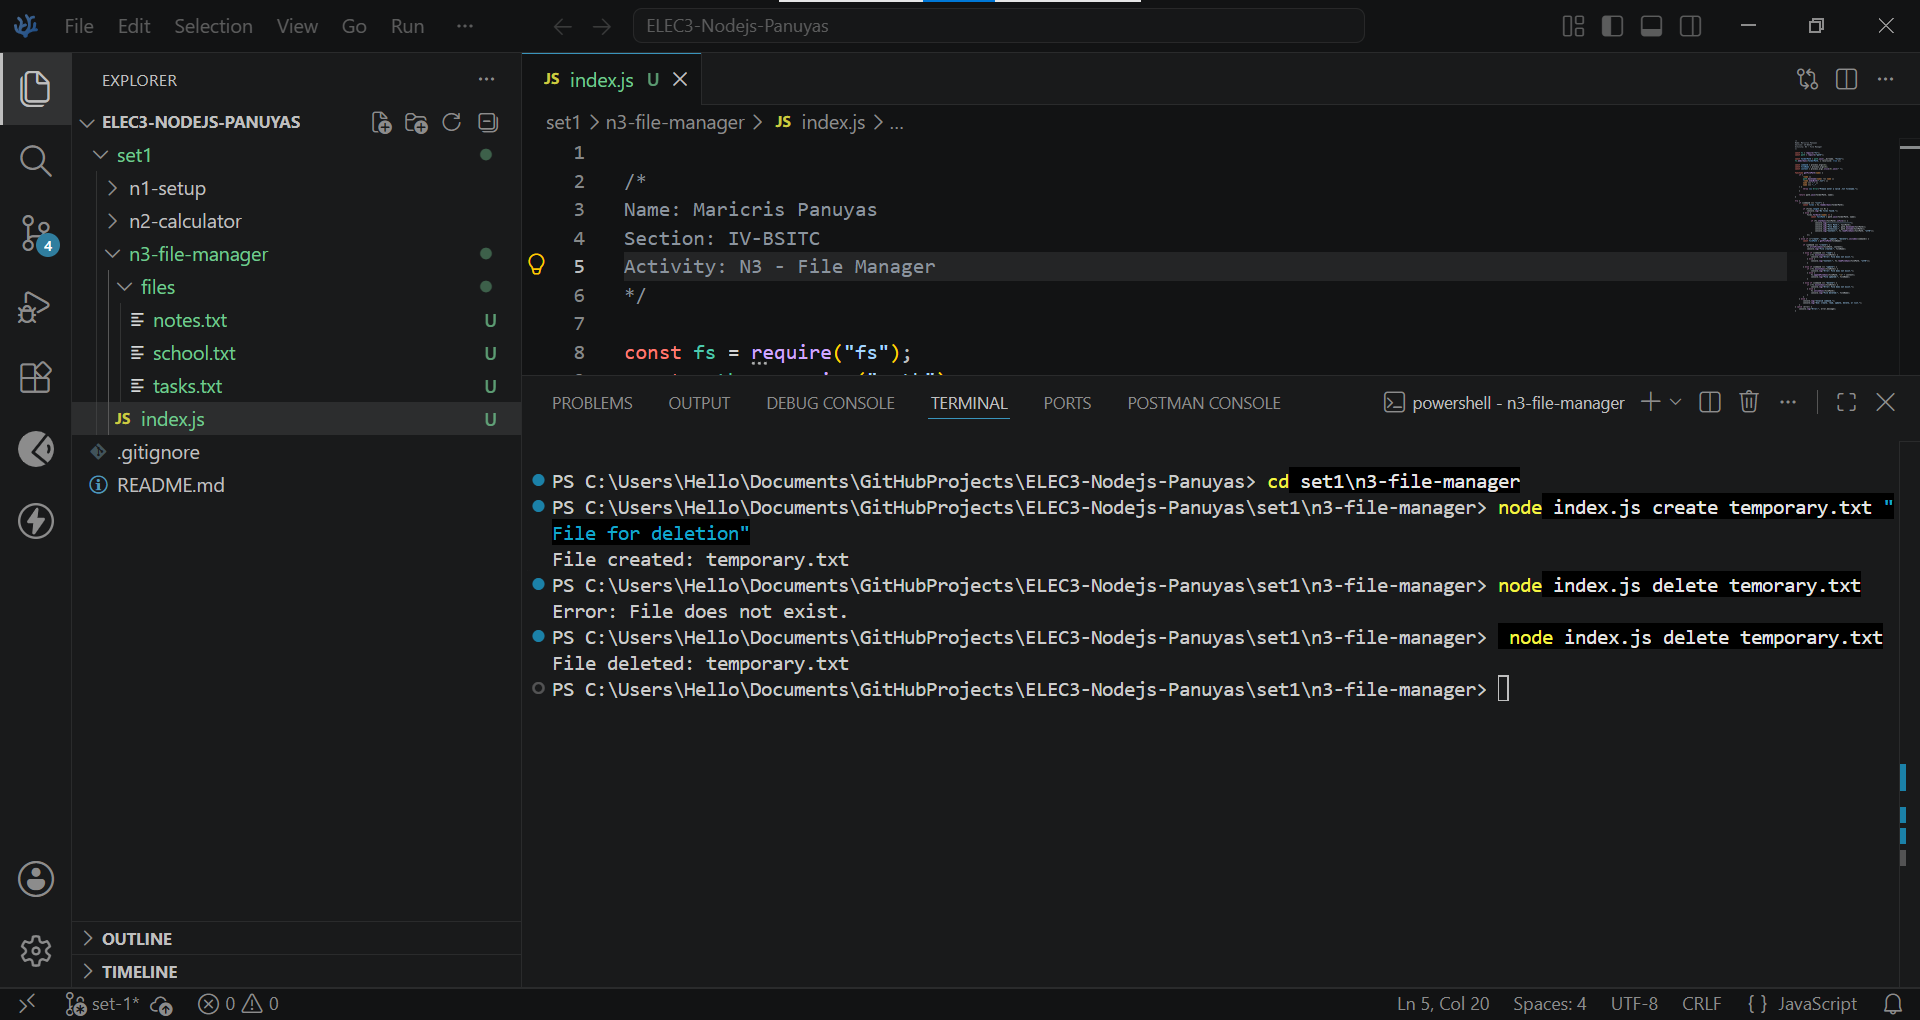 File Edit Selection View Go Run ...
ELEC3-Nodejs-Panuyas
EXPLORER
ELEC3-NODEJS-PANUYAS
set1
n1-setup
n2-calculator
n3-file-manager
files
notes.txt U
school.txt U
tasks.txt U
JS index.js U
.gitignore
README.md
OUTLINE
TIMELINE
4
JS index.js U
set1 > n3-file-manager > JS index.js > ...
1
2 /*
3 Name: Maricris Panuyas
4 Section: IV-BSITC
5 Activity: N3 - File Manager
6 */
7
8 const fs = require("fs");
PROBLEMS OUTPUT DEBUG CONSOLE TERMINAL PORTS POSTMAN CONSOLE
powershell - n3-file-manager
PS C:\Users\Hello\Documents\GitHubProjects\ELEC3-Nodejs-Panuyas> cd set1\n3-file-manager
PS C:\Users\Hello\Documents\GitHubProjects\ELEC3-Nodejs-Panuyas\set1\n3-file-manager> node index.js create temporary.txt "
File for deletion"
File created: temporary.txt
PS C:\Users\Hello\Documents\GitHubProjects\ELEC3-Nodejs-Panuyas\set1\n3-file-manager> node index.js delete temorary.txt
Error: File does not exist.
PS C:\Users\Hello\Documents\GitHubProjects\ELEC3-Nodejs-Panuyas\set1\n3-file-manager>  node index.js delete temporary.txt
File deleted: temporary.txt
PS C:\Users\Hello\Documents\GitHubProjects\ELEC3-Nodejs-Panuyas\set1\n3-file-manager>
set-1* 0 0
Ln 5, Col 20 Spaces: 4 UTF-8 CRLF { } JavaScript